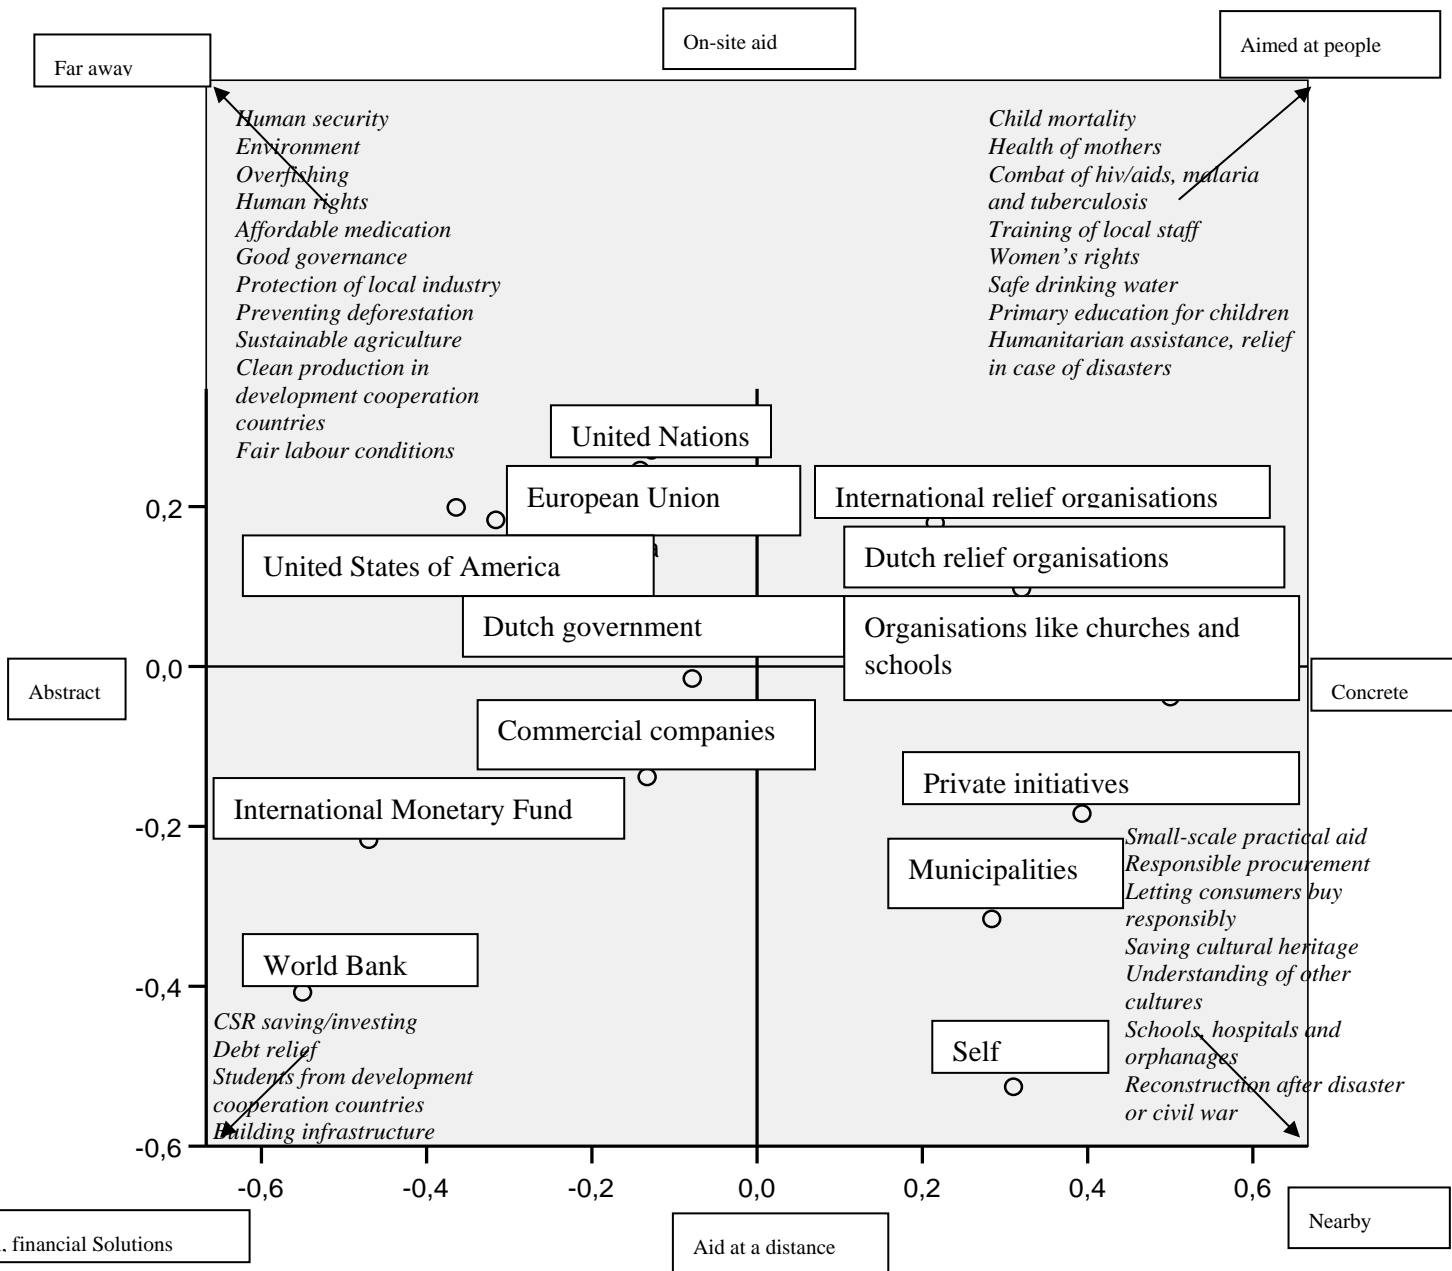 On-site aid
Aimed at people
Far away
Human security
Environment
Overfishing
Human rights
Affordable medication
Good governance
Protection of local industry
Preventing deforestation
Sustainable agriculture
Clean production in
development cooperation
countries
Fair labour conditions
Child mortality
Health of mothers
Combat of hiv/aids, malaria
and tuberculosis
Training of local staff
Women's rights
Safe drinking water
Primary education for children
Humanitarian assistance, relief
in case of disasters
United Nations
European Union
International relief organisations
0,2
a
United States of America
Dutch relief organisations
Dutch government
Organisations like churches and
schools
0,0
Abstract
Concrete
Commercial companies
Private initiatives
International Monetary Fund
-0,2
Municipalities
Small-scale practical aid
Responsible procurement
Letting consumers buy
responsibly
Saving cultural heritage
Understanding of other
cultures
Schools, hospitals and
orphanages
Reconstruction after disaster
or civil war
World Bank
-0,4
CSR saving/investing
Debt relief
Students from development
cooperation countries
Building infrastructure
Self
-0,6
-0,6
-0,4
-0,2
0,0
0,2
0,4
0,6
Nearby
, financial Solutions
Aid at a distance